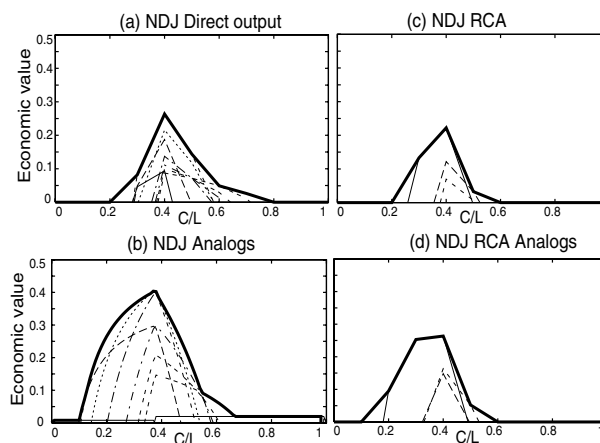 (a) NDJ Direct output
(c) NDJ RCA
Economic value
0.5
0.4
0.3
0.2
0.1
0
0 0.2 0.4 0.6 0.8 1
C/L
0 0.2 0.4 0.6 0.8
C/L
(b) NDJ Analogs
(d) NDJ RCA Analogs
Economic value
0.5
0.4
0.3
0.2
0.1
0
0 0.2 0.4 0.6 0.8 1
C/L
0 0.2 0.4 0.6 0.8
C/L